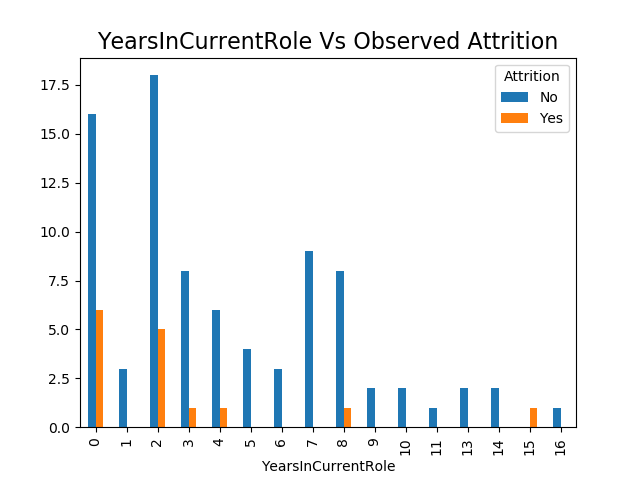 YearsInCurrentRole Vs Observed Attrition
Attrition
No
Yes
17.5
15.0
12.5
10.0
7.5
5.0
2.5
0.0
0 1 2 3 4 5 6 7 8 9 10 11 13 14 15 16
YearsInCurrentRole